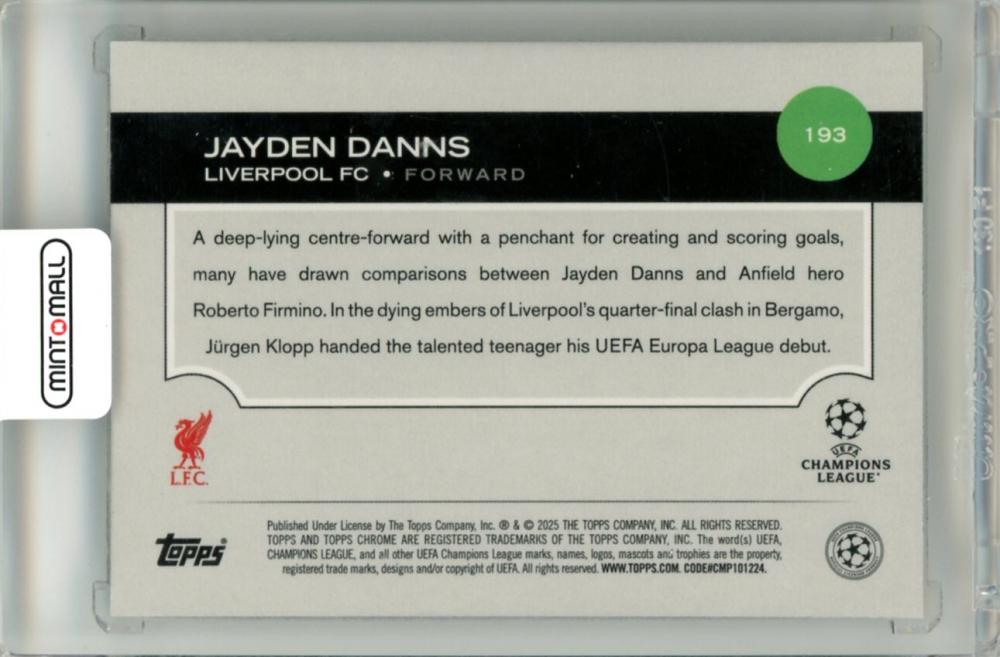 JAYDEN DANNS
LIVERPOOL FC • FORWARD
193
A deep-lying centre-forward with a penchant for creating and scoring goals,
many have drawn comparisons between Jayden Danns and Anfield hero
Roberto Firmino. In the dying embers of Liverpool's quarter-final clash in Bergamo,
Jürgen Klopp handed the talented teenager his UEFA Europa League debut.
MINTOMALL
L.F.C.
UEFA
CHAMPIONS
LEAGUE
topps
Published Under License by The Topps Company, Inc. ® & © 2025 THE TOPPS COMPANY, INC. ALL RIGHTS RESERVED.
TOPPS AND TOPPS CHROME ARE REGISTERED TRADEMARKS OF THE TOPPS COMPANY, INC. The word(s) UEFA,
CHAMPIONS LEAGUE, and all other UEFA Champions League marks, names, logos, mascots and trophies are the property,
registered trade marks, designs and/or copyright of UEFA. All rights reserved. WWW.TOPPS.COM. CODE#CMP101224.